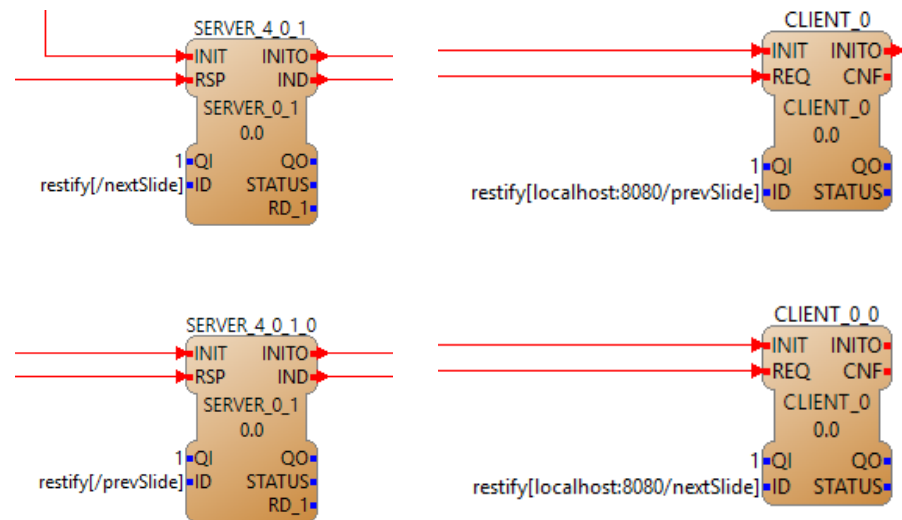 SERVER_4_0_1
INIT INITO
RSP IND
SERVER_0_1
0.0
1 QI QO
restify[/nextSlide] ID STATUS
RD_1
CLIENT_0
INIT INITO
REQ CNF
CLIENT_0
0.0
1 QI QO
restify[localhost:8080/prevSlide] ID STATUS
SERVER_4_0_1_0
INIT INITO
RSP IND
SERVER_0_1
0.0
1 QI QO
restify[/prevSlide] ID STATUS
RD_1
CLIENT_0_0
INIT INITO
REQ CNF
CLIENT_0
0.0
1 QI QO
restify[localhost:8080/nextSlide] ID STATUS